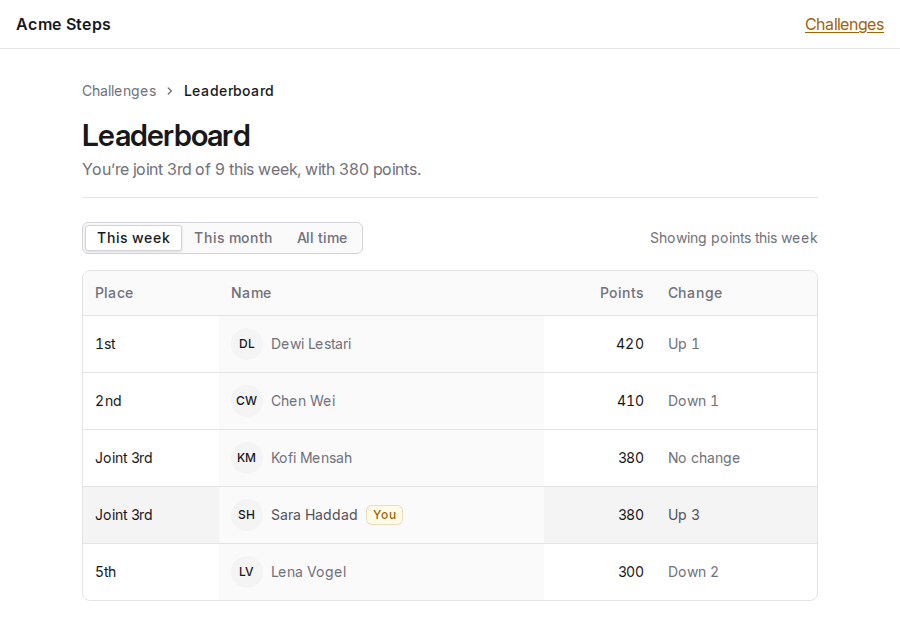 Acme Steps
Challenges
Challenges > Leaderboard
Leaderboard
You’re joint 3rd of 9 this week, with 380 points.
This week This month All time
Showing points this week
Place Name Points Change
1st DL Dewi Lestari 420 Up 1
2nd CW Chen Wei 410 Down 1
Joint 3rd KM Kofi Mensah 380 No change
Joint 3rd SH Sara Haddad You 380 Up 3
5th LV Lena Vogel 300 Down 2